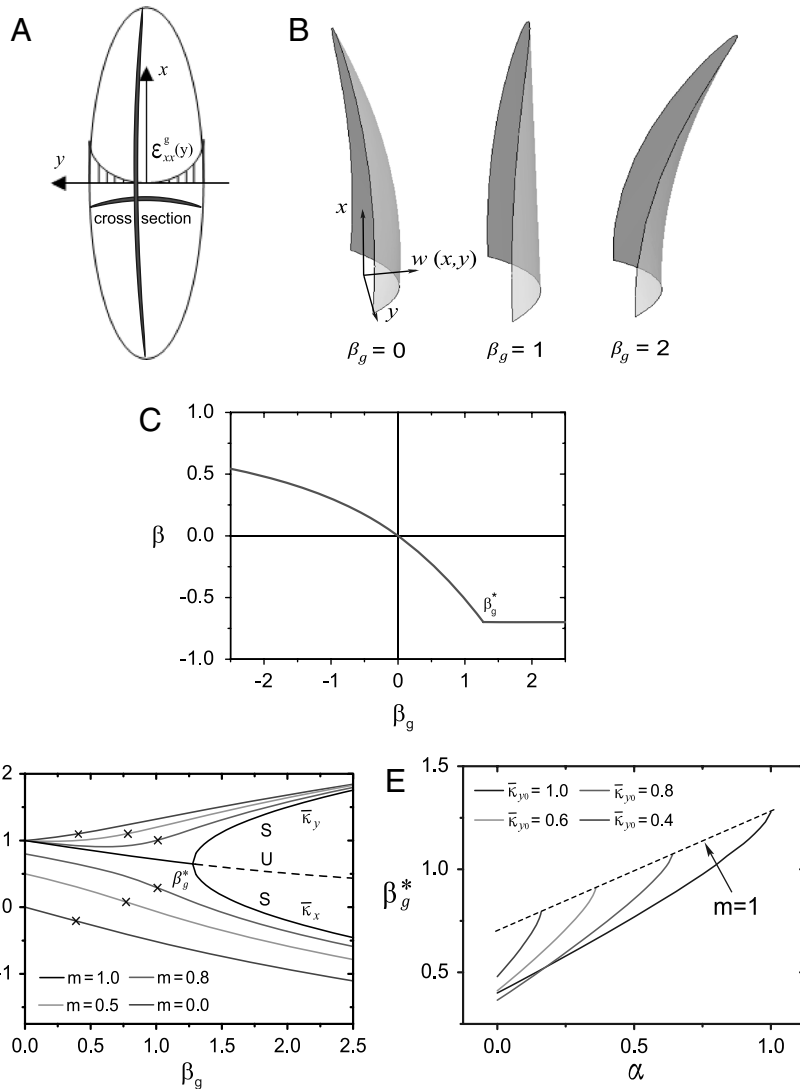 A
x
y
ε^g_xx(y)
cross section
B
x
w (x,y)
y
β_g = 0
β_g = 1
β_g = 2
C
1.0
0.5
0.0
-0.5
-1.0
β
β_g^*
-2 -1 0 1 2
β_g
2
1
0
-1
S
κ̄_y
U
β_g^*
S
κ̄_x
m=1.0 m=0.8
m=0.5 m=0.0
0.0 0.5 1.0 1.5 2.0 2.5
β_g
E
1.5
1.0
0.5
β_g^*
κ̄_y0=1.0 κ̄_y0=0.8
κ̄_y0=0.6 κ̄_y0=0.4
m=1
0.0 0.5 1.0
α